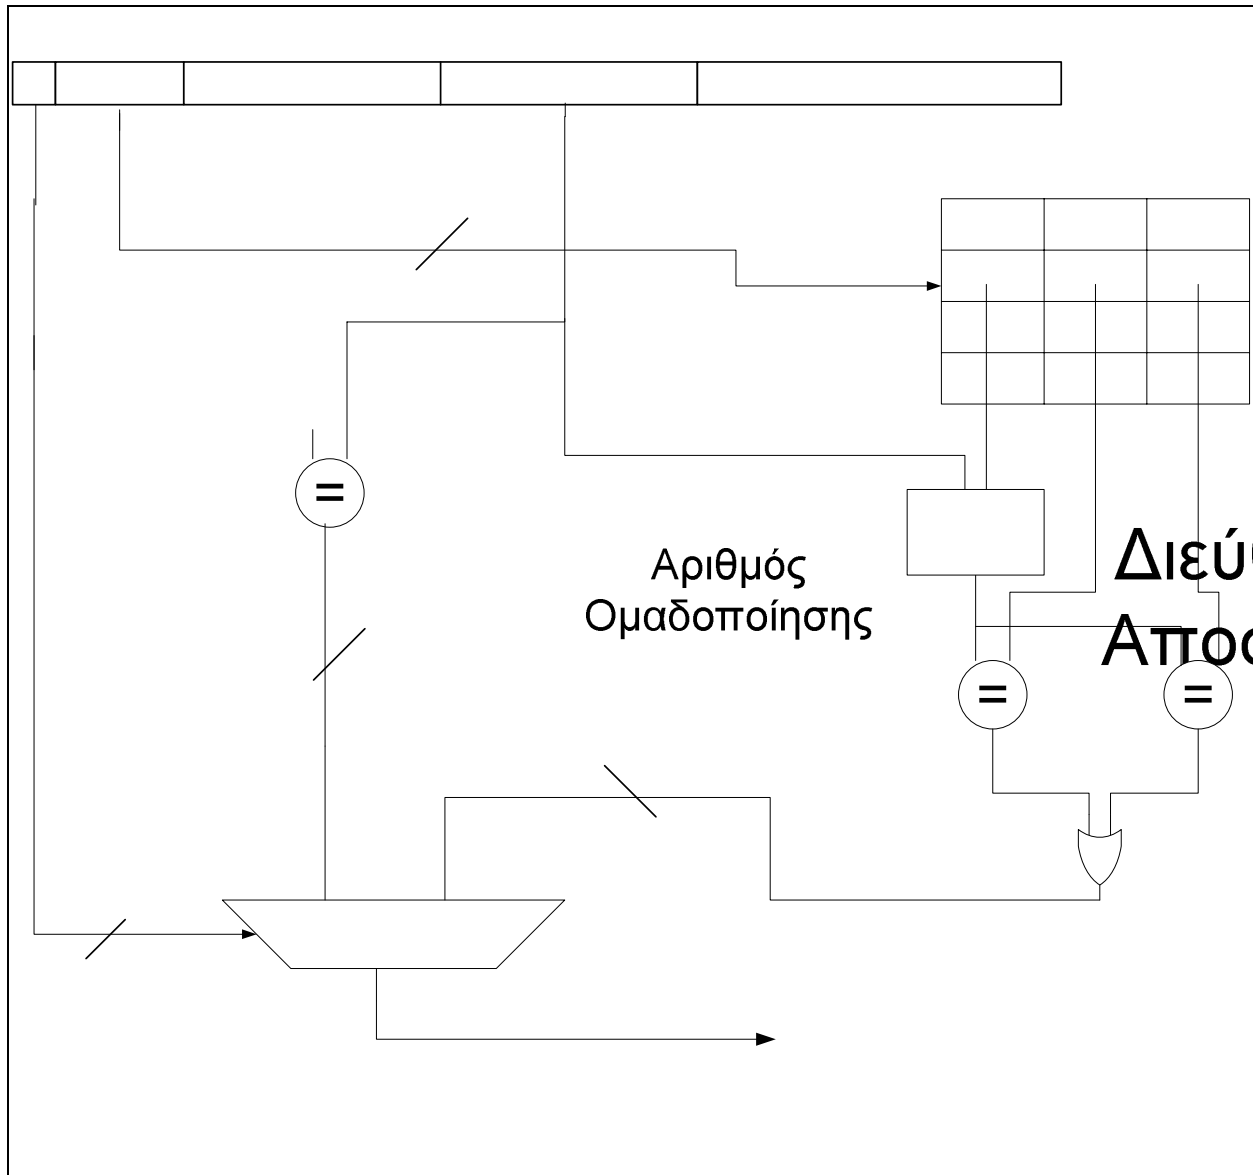 =
Αριθμός
Ομαδοποίησης
= =